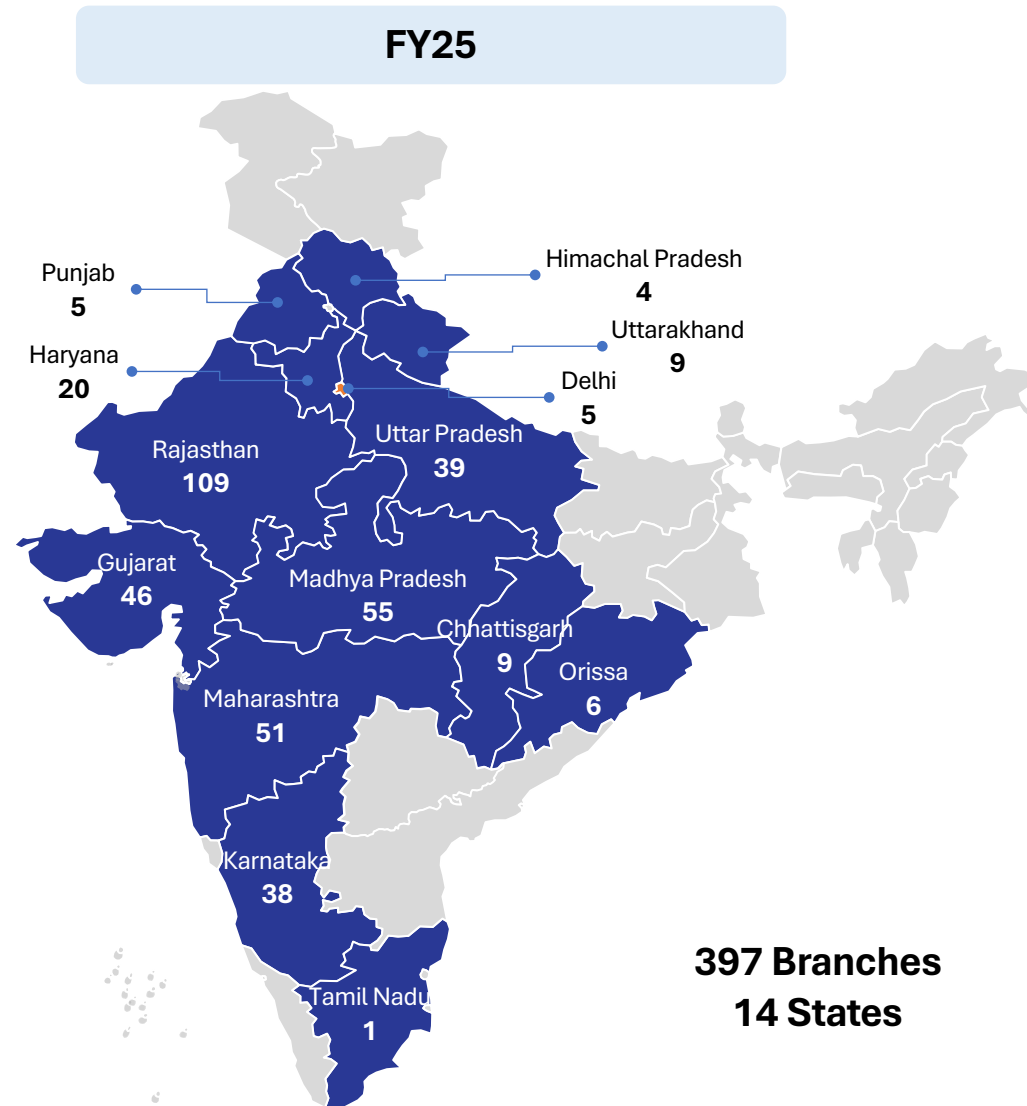 FY25
Himachal Pradesh
4
Punjab
5
Uttarakhand
9
Haryana
20
Delhi
5
Uttar Pradesh
39
Rajasthan
109
Gujarat
46
Madhya Pradesh
55
Chhattisgarh
9
Orissa
6
Maharashtra
51
Karnataka
38
397 Branches
14 States
Tamil Nadu
1